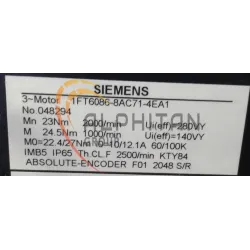 SIEMENS
3~Motor 1FT6086-8AC71-4EA1
No 048294
Mn 23Nm 2000/min Ui(eff)=280VY
M 24.5Nm 1000/min Ui(eff)=140VY
M0=22.4/27Nm I0=10/12.1A 60/100K
IMB5 IP65 Th CL.F 2500/min KTY84
ABSOLUTE-ENCODER F01 2048 S/R
ALPHITAN